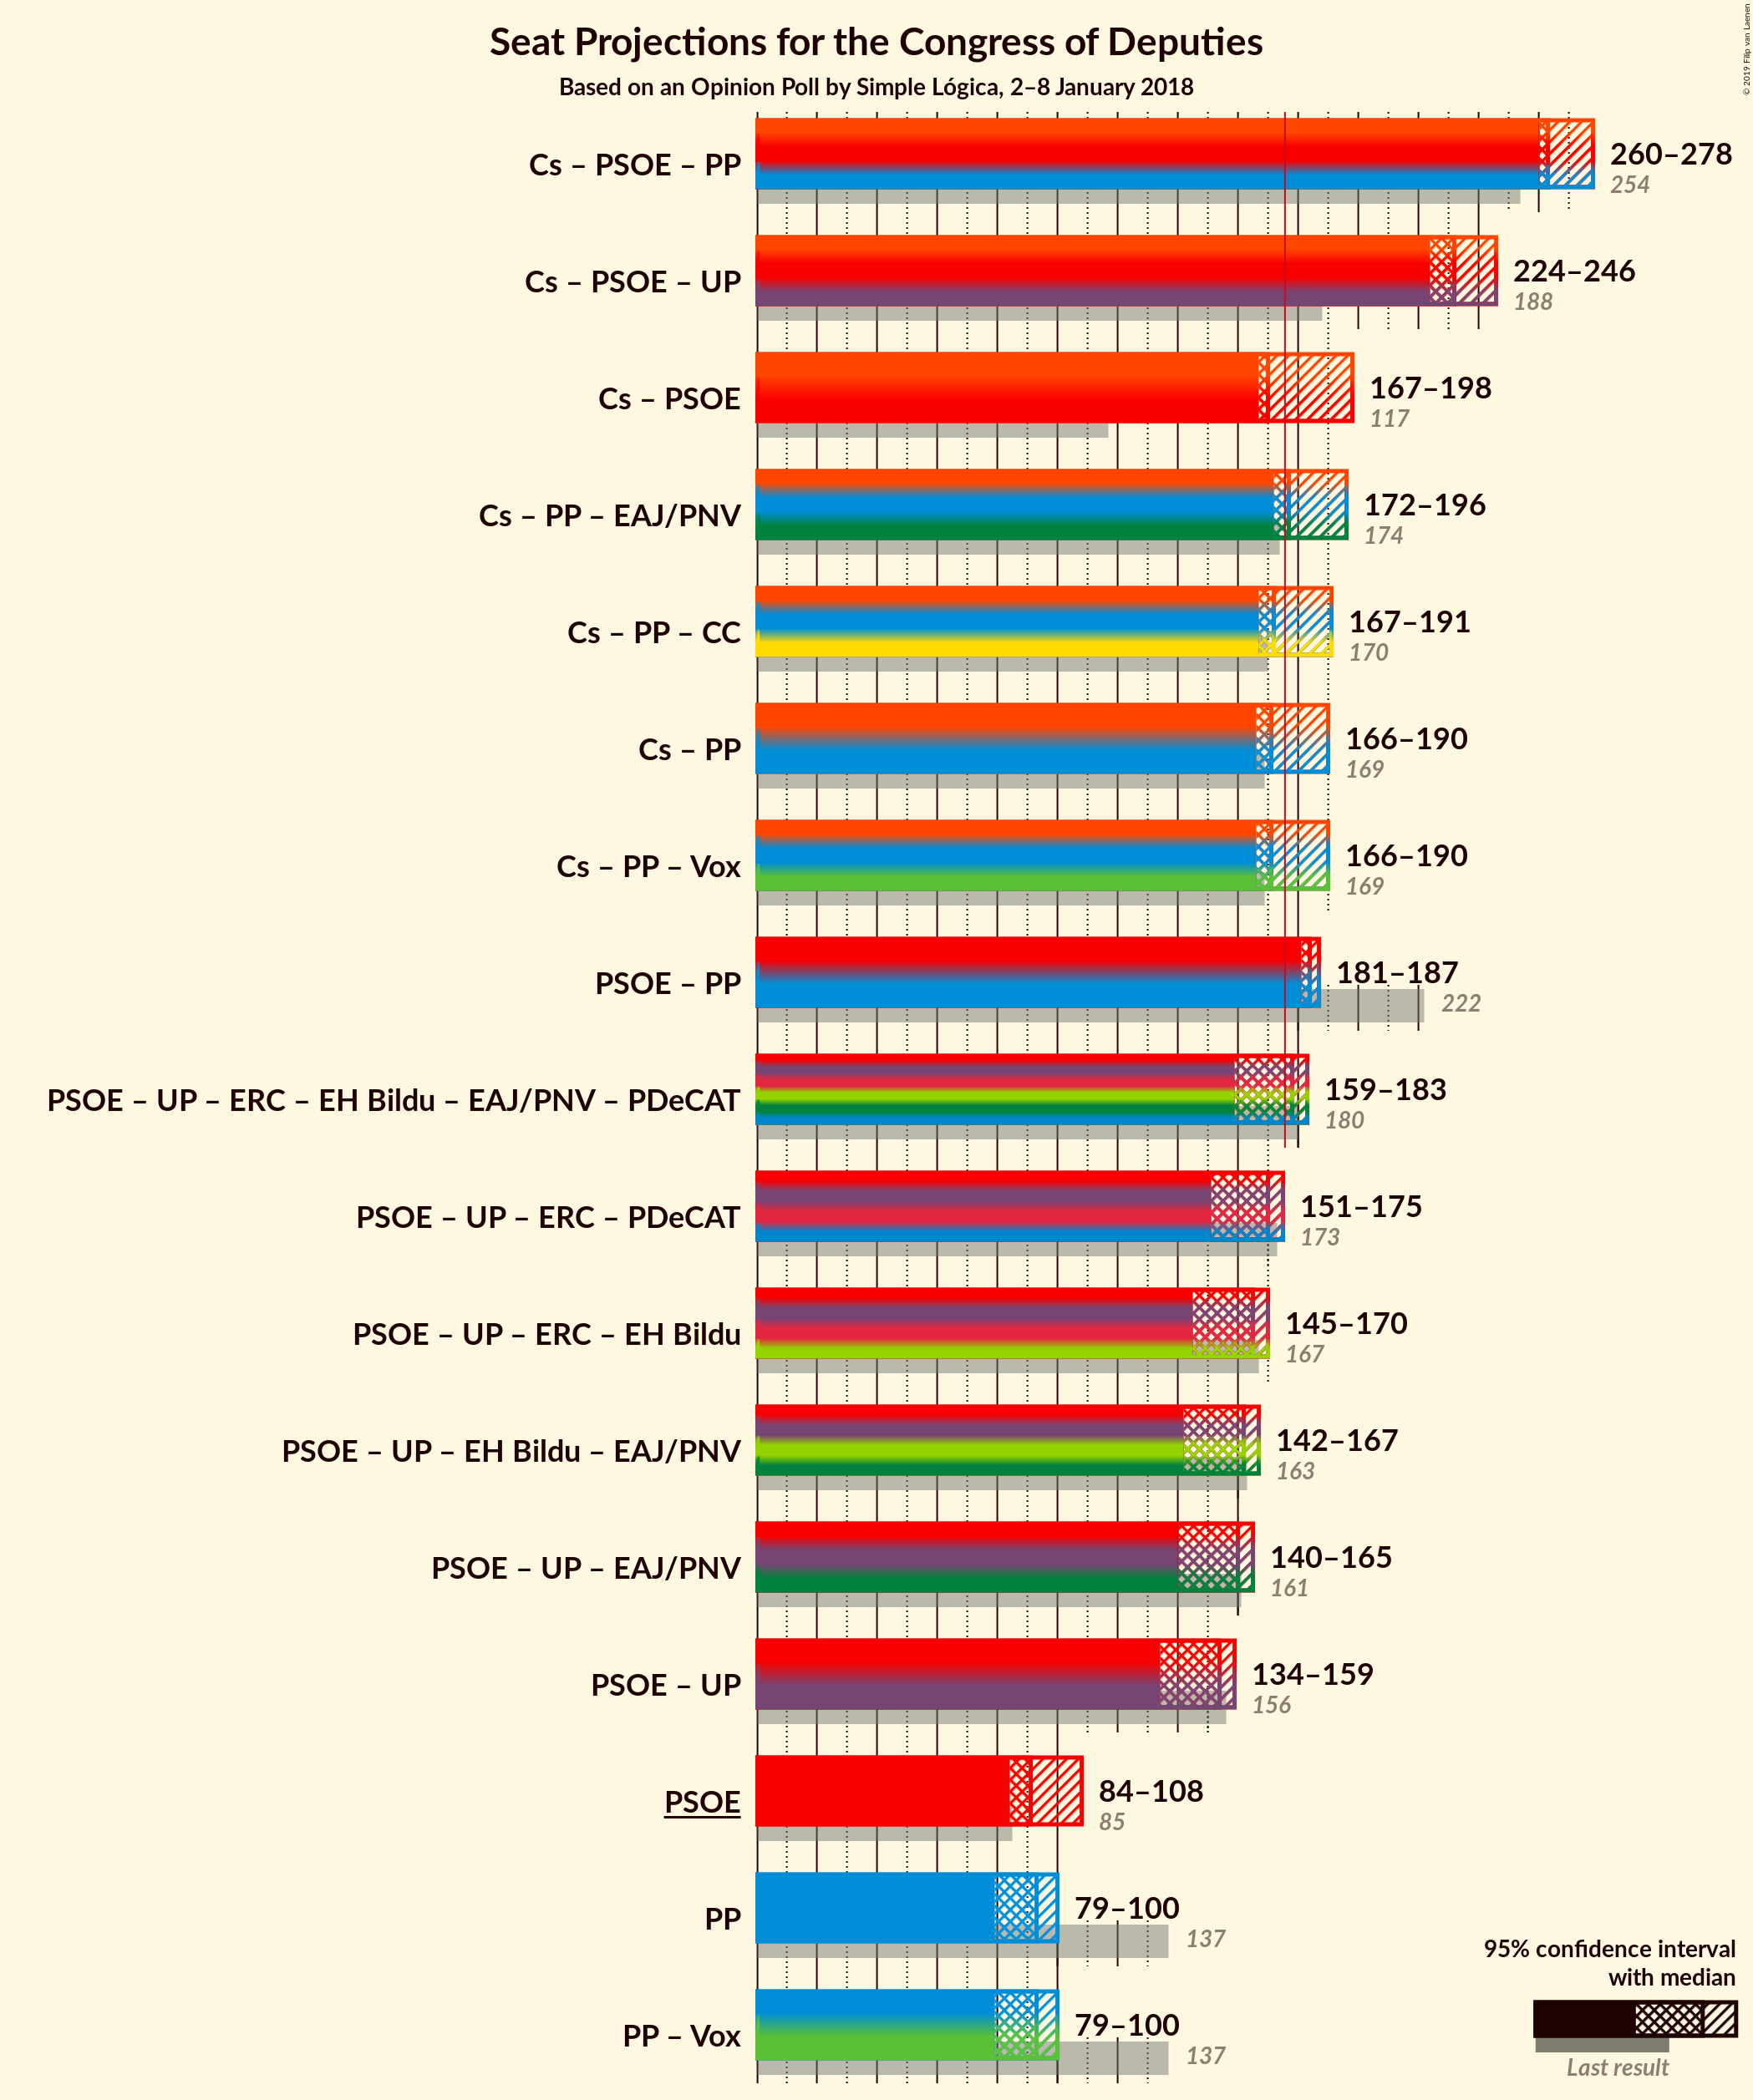 Seat Projections for the Congress of Deputies
Based on an Opinion Poll by Simple Lógica, 2–8 January 2018
© 2019 Filip van Laenen
Cs – PSOE – PP
260–278
254
Cs – PSOE – UP
224–246
188
Cs – PSOE
167–198
117
Cs – PP – EAJ/PNV
172–196
174
Cs – PP – CC
167–191
170
Cs – PP
166–190
169
Cs – PP – Vox
166–190
169
PSOE – PP
181–187
222
PSOE – UP – ERC – EH Bildu – EAJ/PNV – PDeCAT
159–183
180
PSOE – UP – ERC – PDeCAT
151–175
173
PSOE – UP – ERC – EH Bildu
145–170
167
PSOE – UP – EH Bildu – EAJ/PNV
142–167
163
PSOE – UP – EAJ/PNV
140–165
161
PSOE – UP
134–159
156
PSOE
84–108
85
PP
79–100
137
PP – Vox
79–100
137
95% confidence interval
with median
Last result